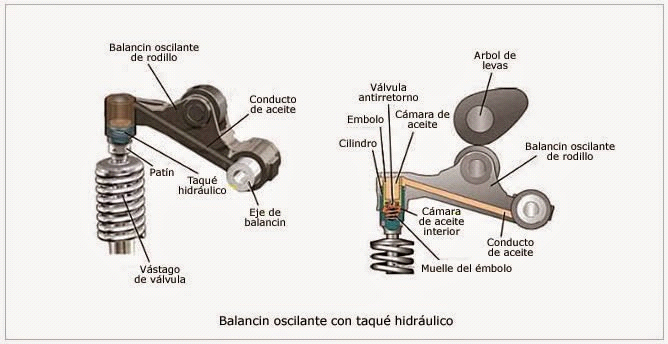 Balancin oscilante
de rodillo
Conducto
de aceite
Patín
Taqué
hidráulico
Eje de
balancin
Vástago
de válvula
Arbol de
levas
Válvula
antirretorno
Embolo
Cámara de
aceite
Cilindro
Balancin oscilante
de rodillo
Cámara
de aceite
interior
Conducto
de aceite
Muelle del émbolo
Balancin oscilante con taqué hidráulico